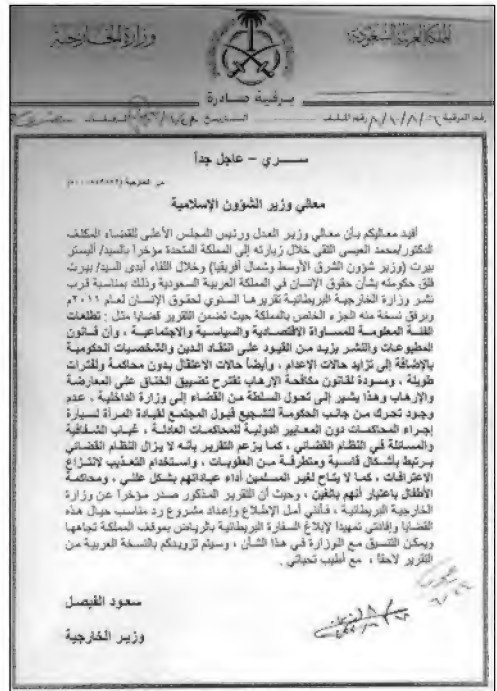 المملكة العربية السعودية
وزارة الخارجية
برقية صادرة
رقم البرقية التاريخ رقم الملف
ســـري – عاجل جداً
معالي وزير الشؤون الإسلامية
أفيد معاليكم بأن معالي وزير العدل ورئيس المجلس الأعلى للقضاء المكلف
الدكتور/محمد العيسى التقى خلال زيارته إلى المملكة المتحدة مؤخراً بالسيد/ أليستر
بيرت (وزير شؤون الشرق الأوسط وشمال أفريقيا) وخلال اللقاء أبدى السيد/ بيرت
قلق حكومته بشأن حقوق الإنسان في المملكة العربية السعودية وذلك بمناسبة قرب
نشر وزارة الخارجية البريطانية تقريرها السنوي لحقوق الإنسان لعام ٢٠١١م
ويرفق نسخة منه الجزء الخاص بالمملكة حيث تضمن التقرير قضايا مثل : تطلعات
الفئة المعلومة للمساواة الاقتصادية والسياسية والاجتماعية ، وأن قانون
المطبوعات والنشر يزيد من القيود على انتقاد الدين والشخصيات الحكومية
بالإضافة إلى تزايد حالات الإعدام ، وأيضاً حالات الاعتقال بدون محاكمة ولفترات
طويلة ، ومسودة لقانون مكافحة الإرهاب تقترح تضييق الخناق على المعارضة
والإرهاب وهذا يشير إلى تحول السلطة من القضاء إلى وزارة الداخلية ، عدم
وجود تحرك من جانب الحكومة لتشجيع قبول المجتمع لقيادة المرأة لسيارة
إجراء المحاكمات دون المعايير الدولية للمحاكمات العادلة ، غياب الشفافية
والمسائلة في النظام القضائي ، كما يزعم التقرير بأنه لا يزال النظام القضائي
يرتبط بأشكال قاسية ومتطرفة من العقوبات ، واستخدام التعذيب لانتزاع
الاعترافات ، كما لا يتاح لغير المسلمين أداء عباداتهم بشكل علني ، ومحاكمة
الأطفال باعتبار أنهم بالغين ، وحيث أن التقرير المذكور صدر مؤخراً عن وزارة
الخارجية البريطانية ، فأنني أمل الإطلاع وإعداد مشروع رد مناسب حيال هذه
القضايا وإفادتي تمهيدا لإبلاغ السفارة البريطانية بالرياض بموقف المملكة تجاهها
ويمكن التنسيق مع الوزارة في هذا الشأن ، وسيتم تزويدكم بالنسخة العربية من
التقرير لاحقاً ، مع أطيب تحياتي .
سعود الفيصل
وزير الخارجية